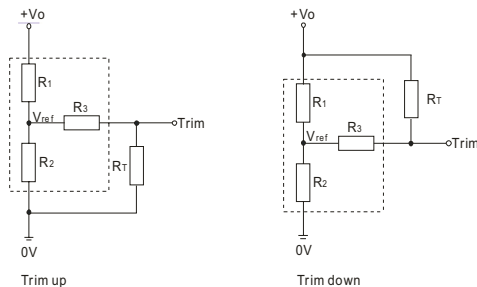 +Vo
R1
R3
Vref
Trim
R2
RT
0V
Trim up
+Vo
R1
RT
R3
Vref
Trim
R2
0V
Trim down